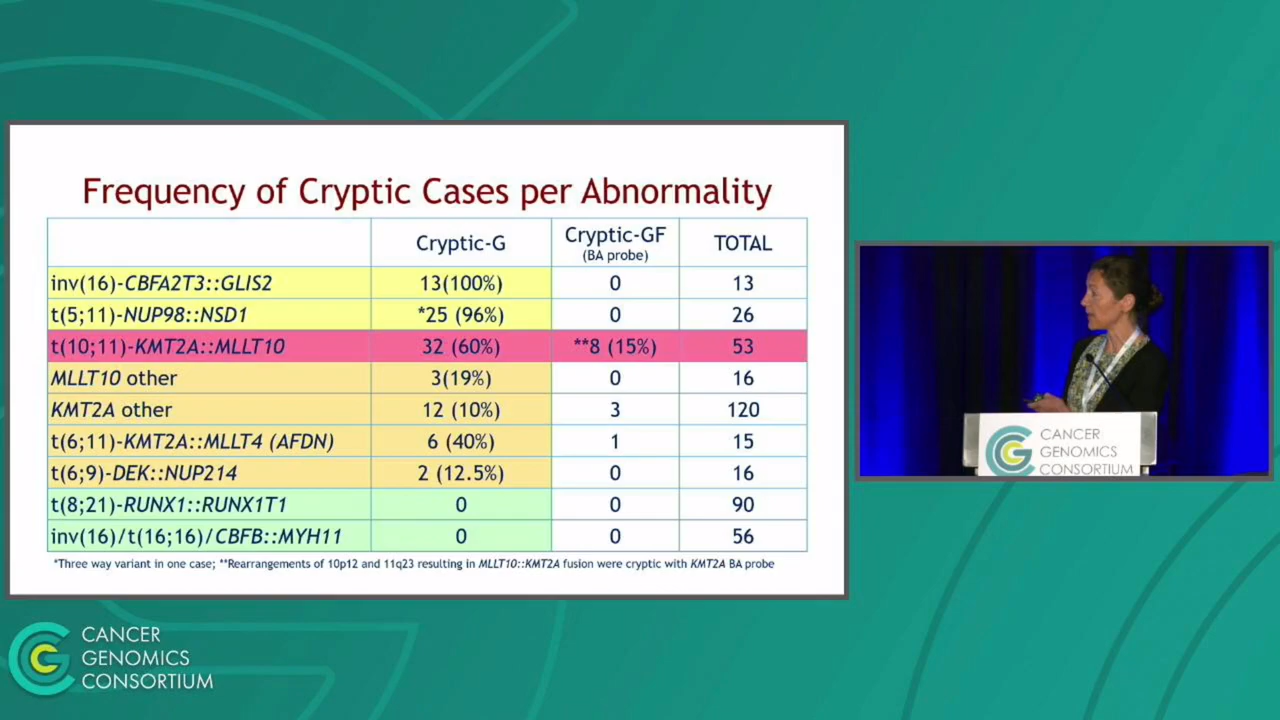 Frequency of Cryptic Cases per Abnormality
Cryptic-G Cryptic-GF (BA probe) TOTAL
inv(16)-CBFA2T3::GLIS2 13(100%) 0 13
t(5;11)-NUP98::NSD1 *25 (96%) 0 26
t(10;11)-KMT2A::MLLT10 32 (60%) **8 (15%) 53
MLLT10 other 3(19%) 0 16
KMT2A other 12 (10%) 3 120
t(6;11)-KMT2A::MLLT4 (AFDN) 6 (40%) 1 15
t(6;9)-DEK::NUP214 2 (12.5%) 0 16
t(8;21)-RUNX1::RUNX1T1 0 0 90
inv(16)/t(16;16)/CBFB::MYH11 0 0 56
*Three way variant in one case; **Rearrangements of 10p12 and 11q23 resulting in MLLT10::KMT2A fusion were cryptic with KMT2A BA probe
CANCER
GENOMICS
CONSORTIUM
CANCER
GENOMICS
CONSORTIUM